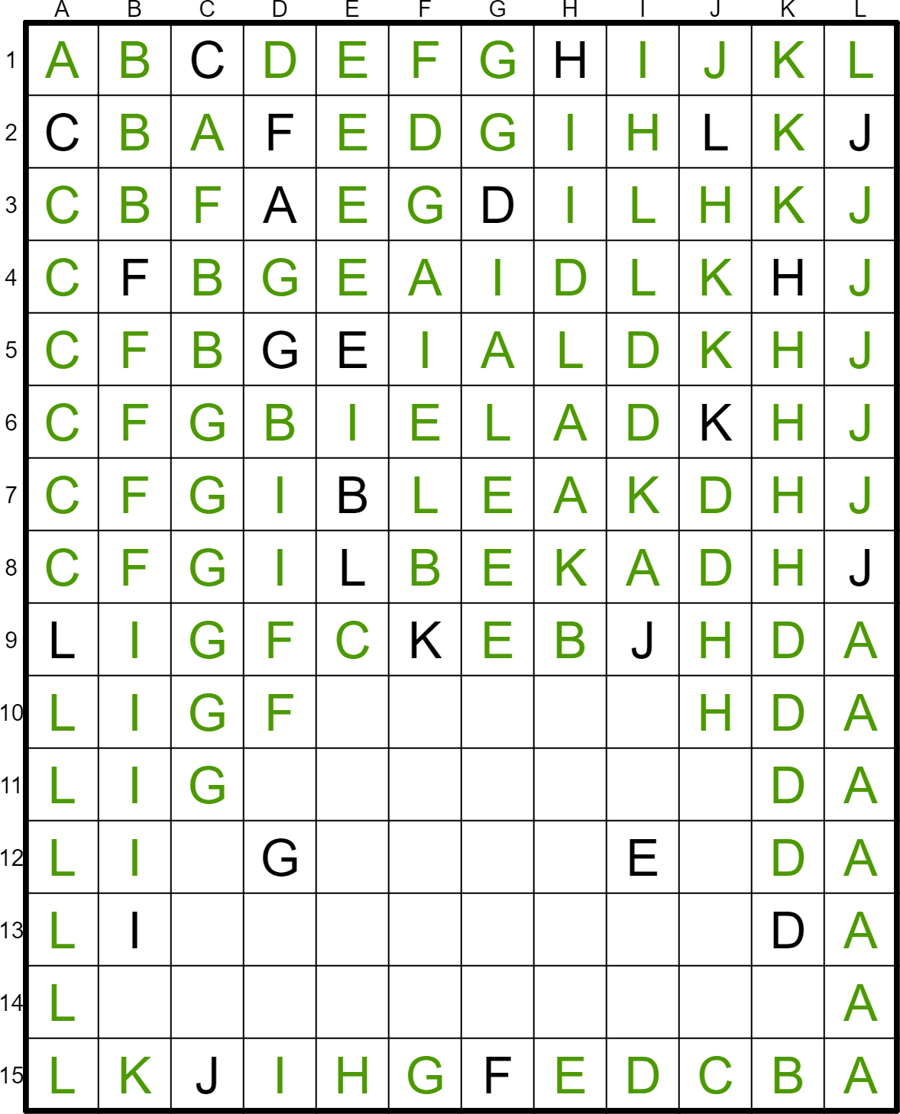 A B C D E F G H I J K L
1 A B C D E F G H I J K L
2 C B A F E D G I H L K J
3 C B F A E G D I L H K J
4 C F B G E A I D L K H J
5 C F B G E I A L D K H J
6 C F G B I E L A D K H J
7 C F G I B L E A K D H J
8 C F G I L B E K A D H J
9 L I G F C K E B J H D A
10 L I G F H D A
11 L I G D A
12 L I G E D A
13 L I D A
14 L A
15 L K J I H G F E D C B A